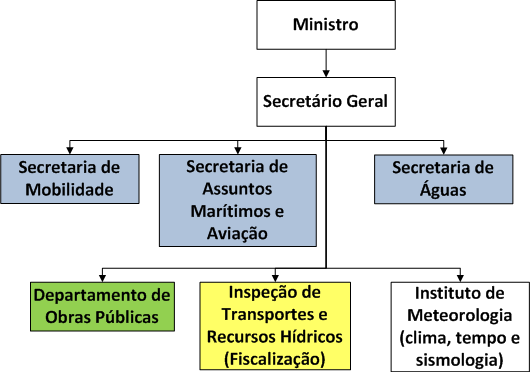 Ministro
Secretário Geral
Secretaria de
Mobilidade
Secretaria de
Assuntos
Marítimos e
Aviação
Secretaria de
Águas
Departamento de
Obras Públicas
Inspeção de
Transportes e
Recursos Hídricos
(Fiscalização)
Instituto de
Meteorologia
(clima, tempo e
sismologia)